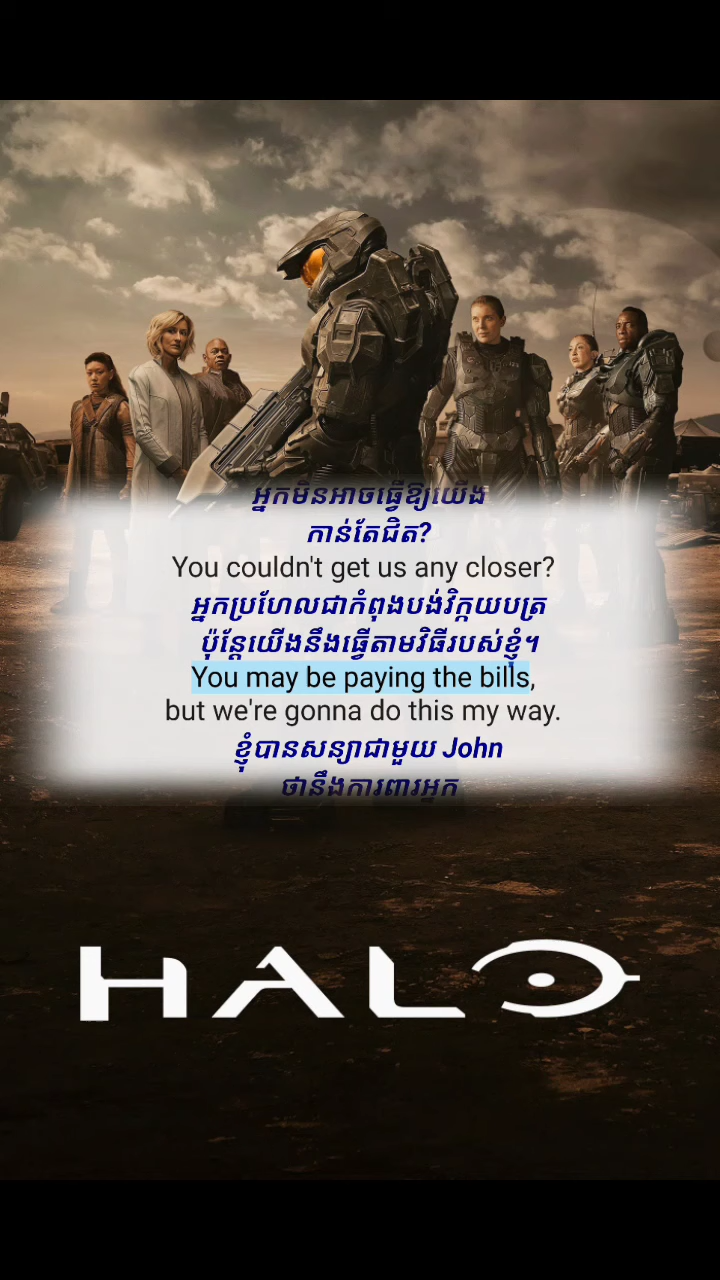 អ្នកមិនអាចធ្វើឱ្យយើង
កាន់តែជិត?
You couldn't get us any closer?
អ្នកប្រហែលជាកំពុងបង់វិក្កយបត្រ
ប៉ុន្តែយើងនឹងធ្វើតាមវិធីរបស់ខ្ញុំ។
You may be paying the bills,
but we're gonna do this my way.
ខ្ញុំបានសន្យាជាមួយ John
ថានឹងការពារអ្នក
HALO